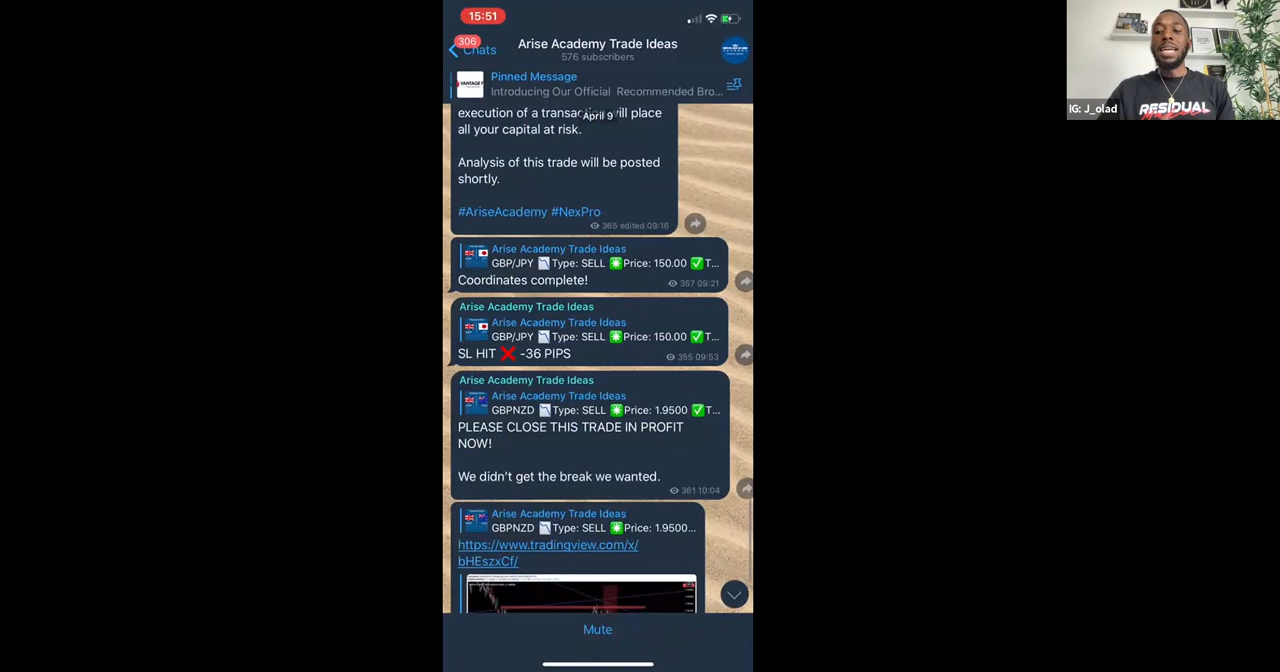 15:51
306
Chats
Arise Academy Trade Ideas
576 subscribers
Pinned Message
Introducing Our Official Recommended Bro...
execution of a transaction will place
April 9
all your capital at risk.
Analysis of this trade will be posted
shortly.
#AriseAcademy #NexPro
365 edited 09:16
Arise Academy Trade Ideas
GBP/JPY 📉Type: SELL ✳️Price: 150.00 ✅T...
Coordinates complete!
357 09:21
Arise Academy Trade Ideas
Arise Academy Trade Ideas
GBP/JPY 📉Type: SELL ✳️Price: 150.00 ✅T...
SL HIT ❌ -36 PIPS
355 09:53
Arise Academy Trade Ideas
Arise Academy Trade Ideas
GBPNZD 📉Type: SELL ✳️Price: 1.9500 ✅T...
PLEASE CLOSE THIS TRADE IN PROFIT
NOW!
We didn't get the break we wanted.
361 10:04
Arise Academy Trade Ideas
GBPNZD 📉Type: SELL ✳️Price: 1.9500...
https://www.tradingview.com/x/
bHEszxCf/
Mute
IG: J_olad
RESIDUAL